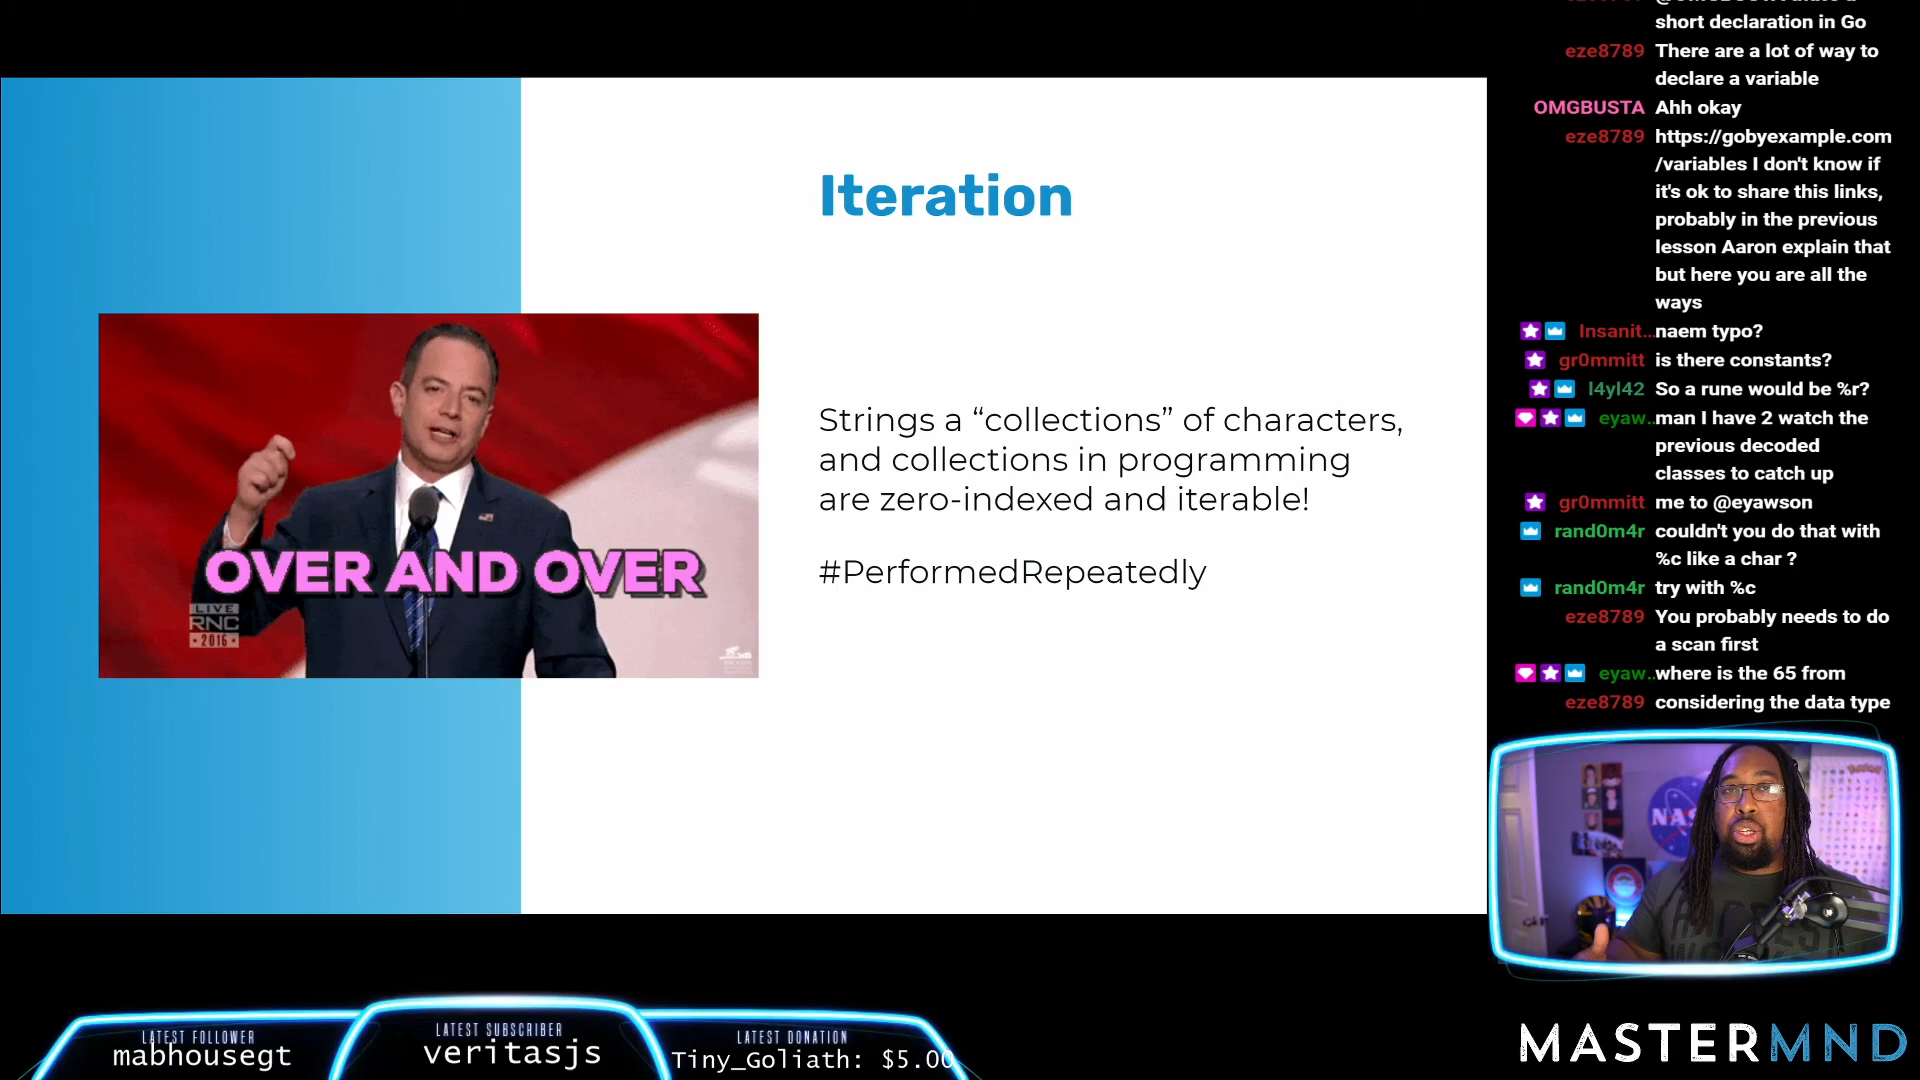 Iteration
Strings a “collections” of characters,
and collections in programming
are zero-indexed and iterable!
#PerformedRepeatedly
OVER AND OVER
LIVE
RNC
2016
short declaration in Go
eze8789 There are a lot of way to
declare a variable
OMGBUSTA Ahh okay
eze8789 https://gobyexample.com
/variables I don't know if
it's ok to share this links,
probably in the previous
lesson Aaron explain that
but here you are all the
ways
Insanit... naem typo?
gr0mmitt is there constants?
l4yl42 So a rune would be %r?
eyaw... man I have 2 watch the
previous decoded
classes to catch up
gr0mmitt me to @eyawson
rand0m4r couldn't you do that with
%c like a char ?
rand0m4r try with %c
eze8789 You probably needs to do
a scan first
eyaw... where is the 65 from
eze8789 considering the data type
NAS
LATEST FOLLOWER
mabhousegt
LATEST SUBSCRIBER
veritasjs
LATEST DONATION
Tiny_Goliath: $5.00
MASTERMND